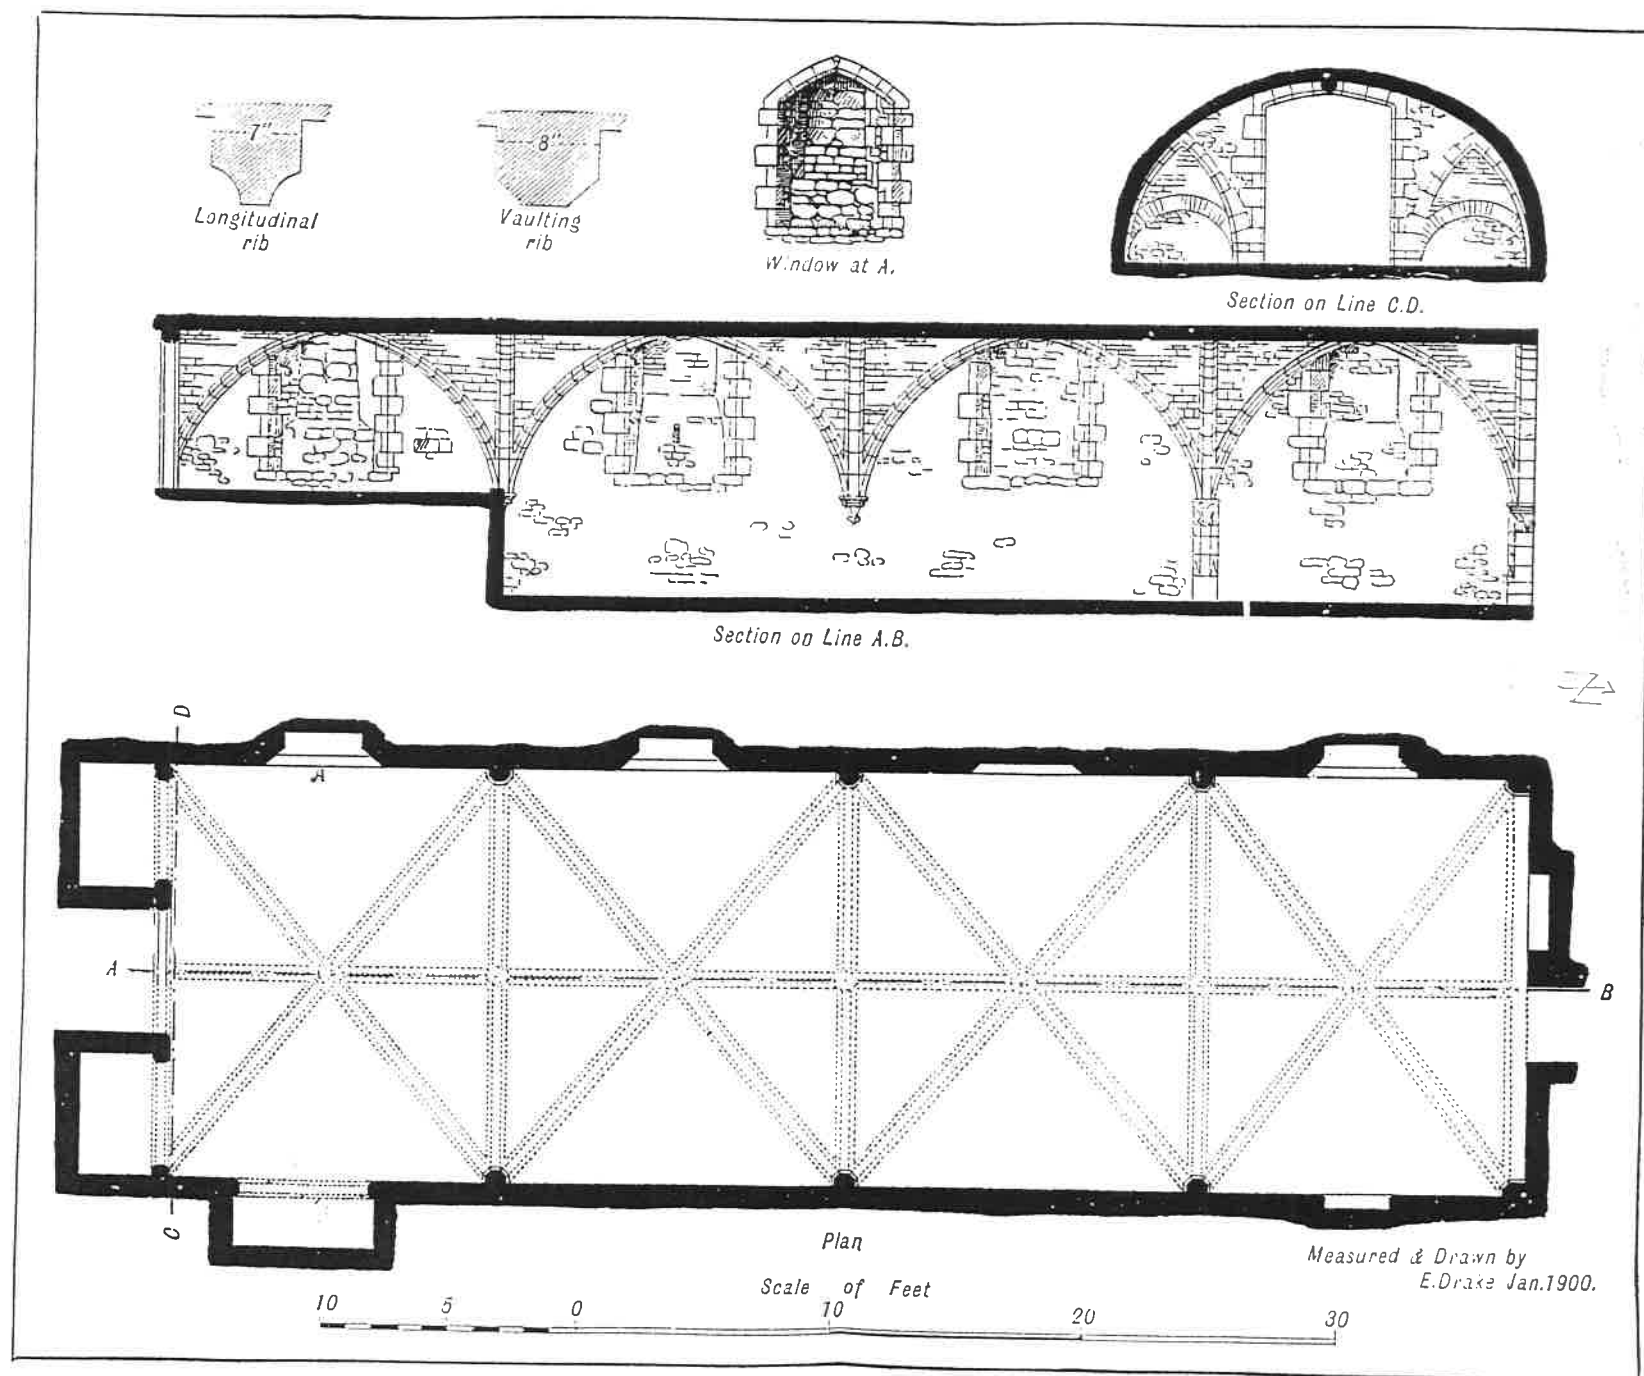 7"
Longitudinal
rib
8"
Vaulting
rib
Window at A.
Section on Line C.D.
Section on Line A.B.
D
A
A
B
C
Plan
Measured & Drawn by
E.Drake Jan.1900.
Scale of Feet
10 5 0 10 20 30